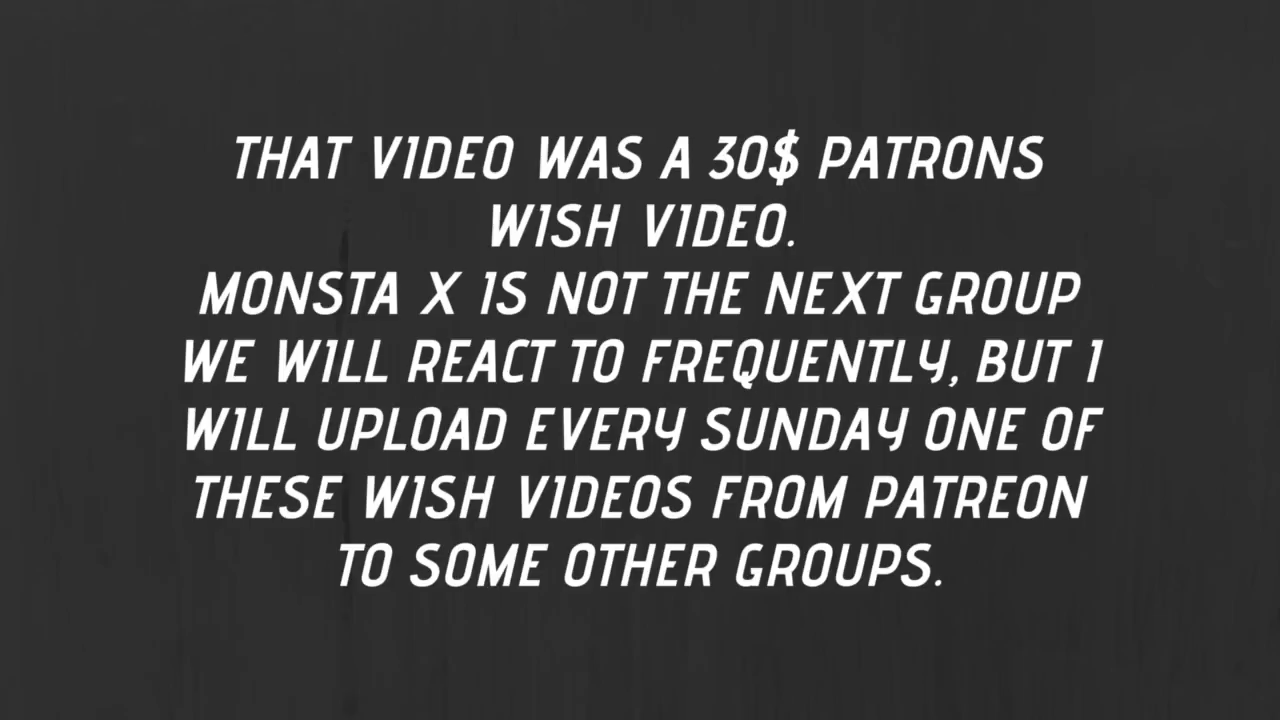 THAT VIDEO WAS A 30$ PATRONS
WISH VIDEO.
MONSTA X IS NOT THE NEXT GROUP
WE WILL REACT TO FREQUENTLY, BUT I
WILL UPLOAD EVERY SUNDAY ONE OF
THESE WISH VIDEOS FROM PATREON
TO SOME OTHER GROUPS.